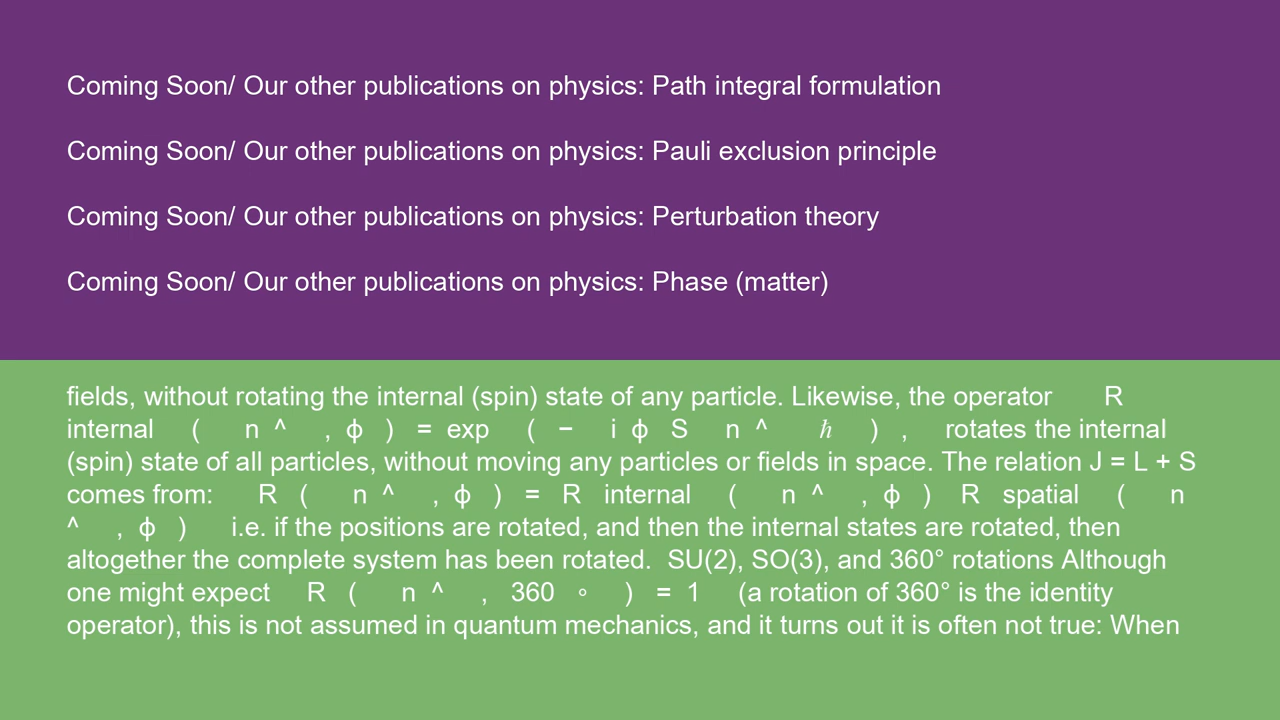 Coming Soon/ Our other publications on physics: Path integral formulation
Coming Soon/ Our other publications on physics: Pauli exclusion principle
Coming Soon/ Our other publications on physics: Perturbation theory
Coming Soon/ Our other publications on physics: Phase (matter)
fields, without rotating the internal (spin) state of any particle. Likewise, the operator R
internal ( n ^ , ϕ ) = exp ( − i ϕ S n ^ ℏ ) , rotates the internal
(spin) state of all particles, without moving any particles or fields in space. The relation J = L + S
comes from: R ( n ^ , ϕ ) = R internal ( n ^ , ϕ ) R spatial ( n
^ , ϕ ) i.e. if the positions are rotated, and then the internal states are rotated, then
altogether the complete system has been rotated. SU(2), SO(3), and 360° rotations Although
one might expect R ( n ^ , 360 ∘ ) = 1 (a rotation of 360° is the identity
operator), this is not assumed in quantum mechanics, and it turns out it is often not true: When